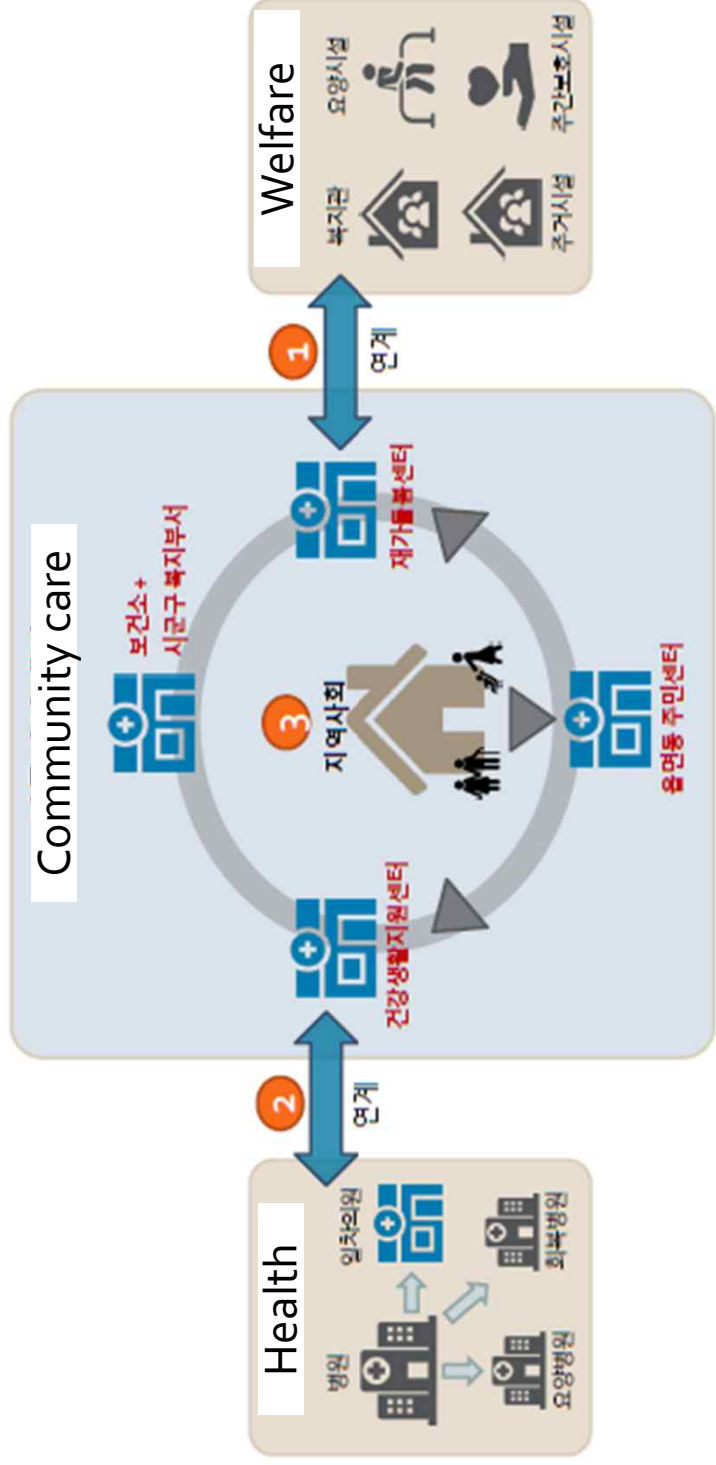 Health
병원
일차의원
요양병원
회복병원
2
연계
Community care
보건소 +
시군구 복지부서
건강생활지원센터
3
지역사회
재가돌봄센터
읍면동 주민센터
1
연계
Welfare
복지관
요양시설
주거시설
주간보호시설